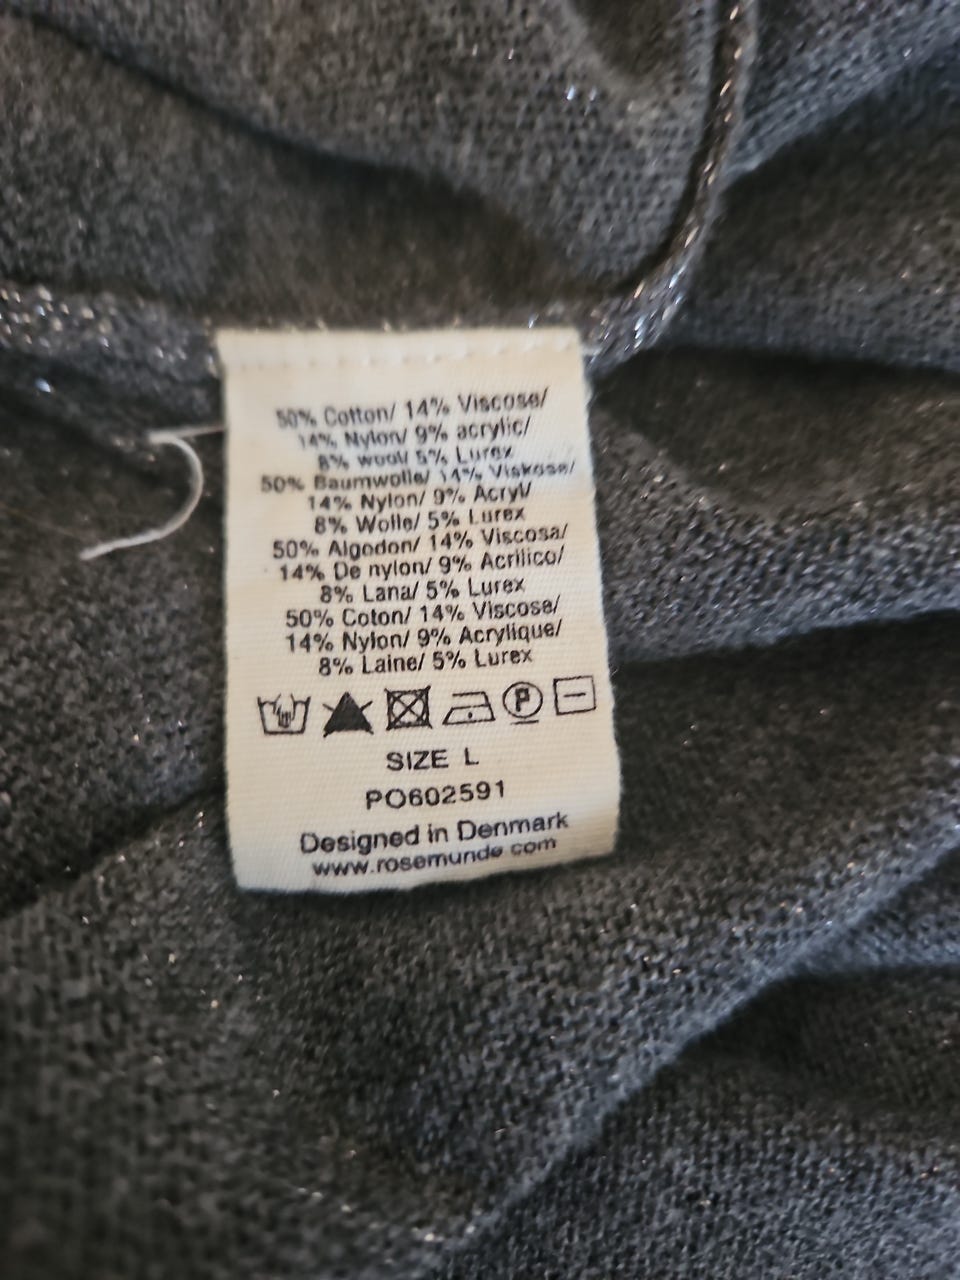 50% Cotton/ 14% Viscose/
14% Nylon/ 9% acrylic/
8% wool/ 5% Lurex
50% Baumwolle/ 14% Viskose/
14% Nylon/ 9% Acryl/
8% Wolle/ 5% Lurex
50% Algodon/ 14% Viscosa/
14% De nylon/ 9% Acrilico/
8% Lana/ 5% Lurex
50% Coton/ 14% Viscose/
14% Nylon/ 9% Acrylique/
8% Laine/ 5% Lurex
P
SIZE L
PO602591
Designed in Denmark
www.rosemunde.com